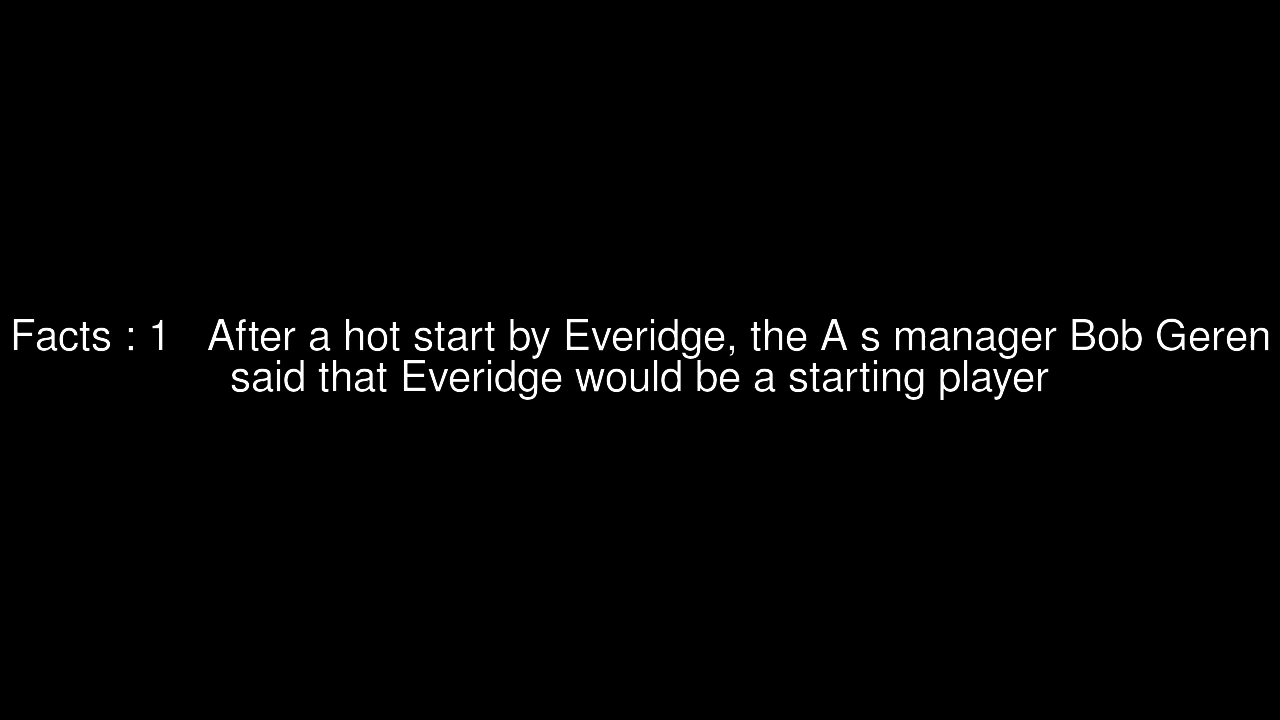 Facts : 1   After a hot start by Everidge, the A s manager Bob Geren
said that Everidge would be a starting player